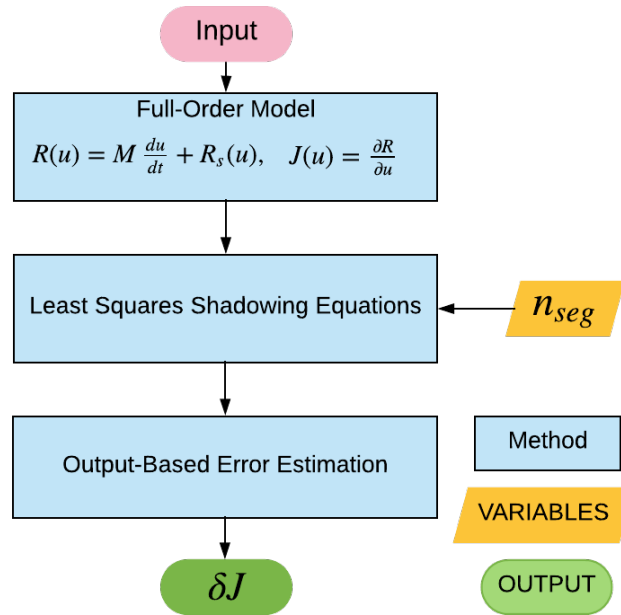 Input
Full-Order Model
R(u) = M du/dt + R_s(u), J(u) = ∂R/∂u
Least Squares Shadowing Equations
n_seg
Output-Based Error Estimation
Method
VARIABLES
δJ
OUTPUT